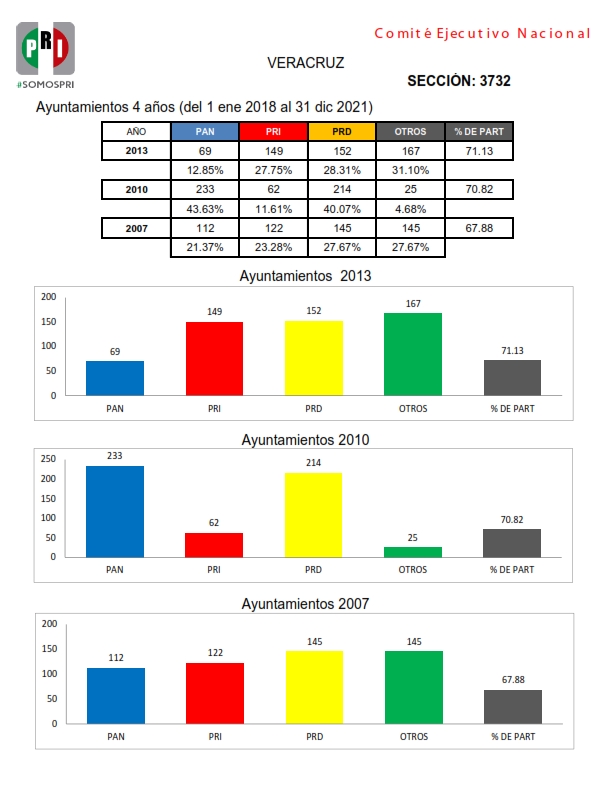 Comité Ejecutivo Nacional
PRI
#SOMOSPRI
VERACRUZ
SECCIÓN: 3732
Ayuntamientos 4 años (del 1 ene 2018 al 31 dic 2021)
AÑO PAN PRI PRD OTROS % DE PART
2013 69 149 152 167 71.13
12.85% 27.75% 28.31% 31.10%
2010 233 62 214 25 70.82
43.63% 11.61% 40.07% 4.68%
2007 112 122 145 145 67.88
21.37% 23.28% 27.67% 27.67%
Ayuntamientos 2013
200
167
149 152
150
100
69 71.13
50
0
PAN PRI PRD OTROS % DE PART
Ayuntamientos 2010
250
233
214
200
150
100
62 70.82
50
25
0
PAN PRI PRD OTROS % DE PART
Ayuntamientos 2007
200
150
145 145
112 122
100
67.88
50
0
PAN PRI PRD OTROS % DE PART